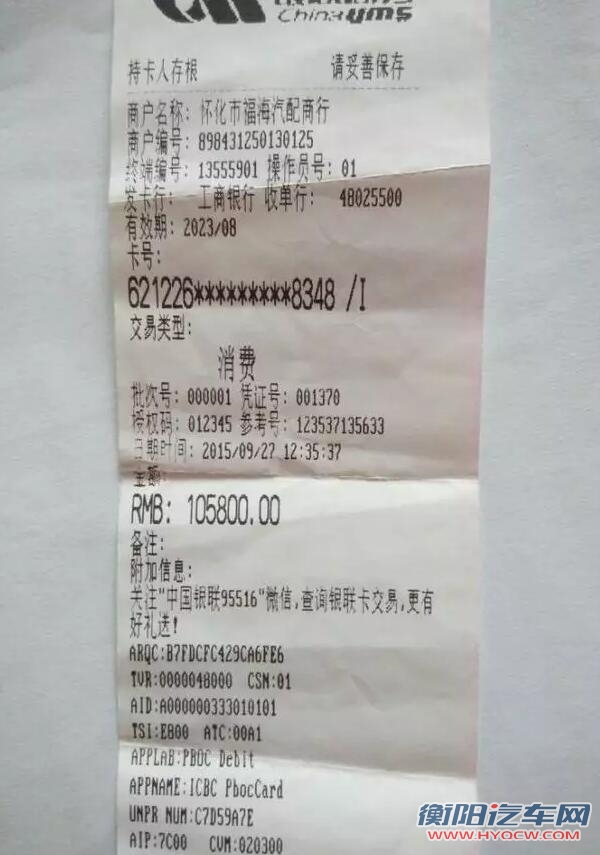 China ums
持卡人存根 请妥善保存
商户名称: 怀化市福海汽配商行
商户编号: 898431250130125
终端编号: 13555901 操作员号: 01
发卡行: 工商银行 收单行: 48025500
有效期: 2023/08
卡号:
621226*********8348 /I
交易类型:
消费
批次号: 000001 凭证号: 001370
授权码: 012345 参考号: 123537135633
日期时间: 2015/09/27 12:35:37
金额:
RMB: 105800.00
备注:
附加信息:
关注"中国银联95516"微信,查询银联卡交易,更有
好礼送!
ARQC:B7FDCFC429CA6FE6
TVR:0000048000 CSN:01
AID:A000000333010101
TSI:E800 ATC:00A1
APPLAB:PBOC Debit
APPNAME:ICBC PbocCard
UNPR NUM:C7D59A7E
AIP:7C00 CVM:020300
衡阳汽车网
WWW.HYQCW.COM